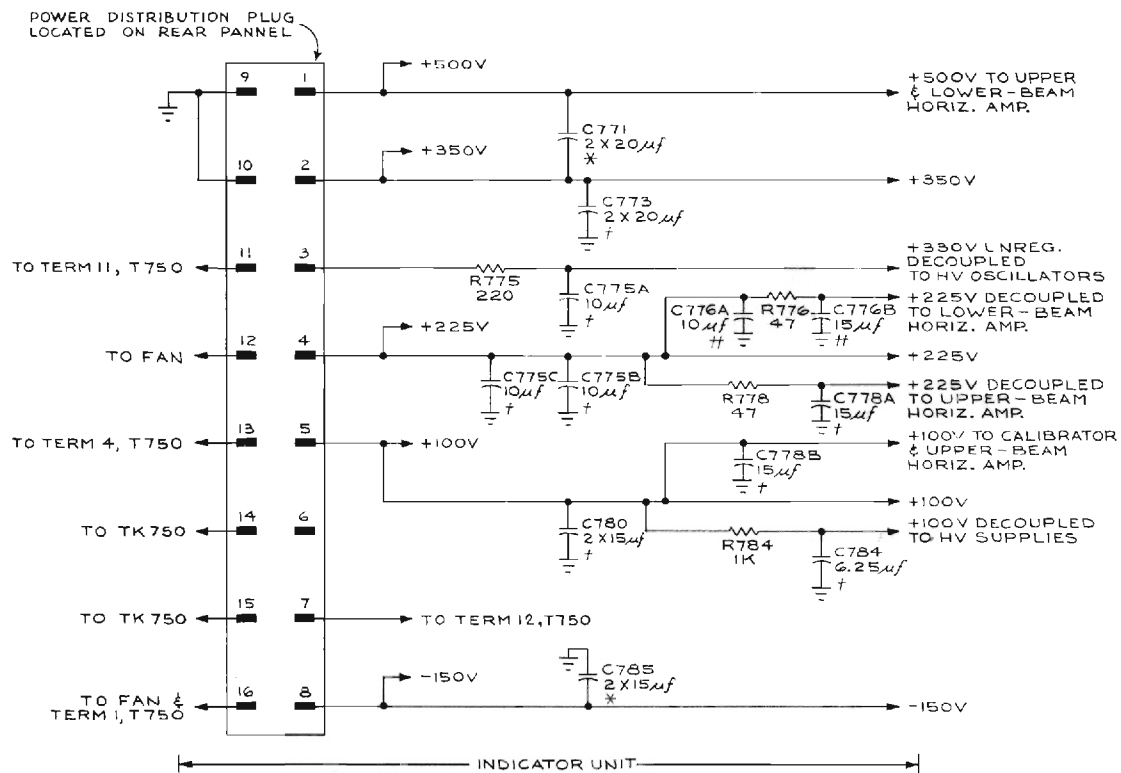 POWER DISTRIBUTION PLUG
LOCATED ON REAR PANNEL
9
1
+500V
+500V TO UPPER
& LOWER-BEAM
HORIZ. AMP.
C771
2 X 20µf
*
10
2
+350V
+350V
C773
2 X 20µf
†
TO TERM 11, T750
11
3
R775
220
C775A
10µf
†
+330V UNREG.
DECOUPLED
TO HV OSCILLATORS
C776A
10µf
††
R776
47
C776B
15µf
††
+225V DECOUPLED
TO LOWER-BEAM
HORIZ. AMP.
TO FAN
12
4
+225V
+225V
C775C
10µf
†
C775B
10µf
†
R778
47
C778A
15µf
†
+225V DECOUPLED
TO UPPER-BEAM
HORIZ. AMP.
TO TERM 4, T750
13
5
+100V
C778B
15µf
†
+100V TO CALIBRATOR
& UPPER-BEAM
HORIZ. AMP.
+100V
TO TK750
14
6
C780
2 X 15µf
†
R784
1K
C784
6.25µf
†
+100V DECOUPLED
TO HV SUPPLIES
TO TK750
15
7
TO TERM 12, T750
TO FAN &
TERM 1, T750
16
8
-150V
C785
2 X 15µf
*
-150V
INDICATOR UNIT